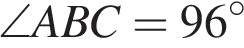 ∠ABC = 96°